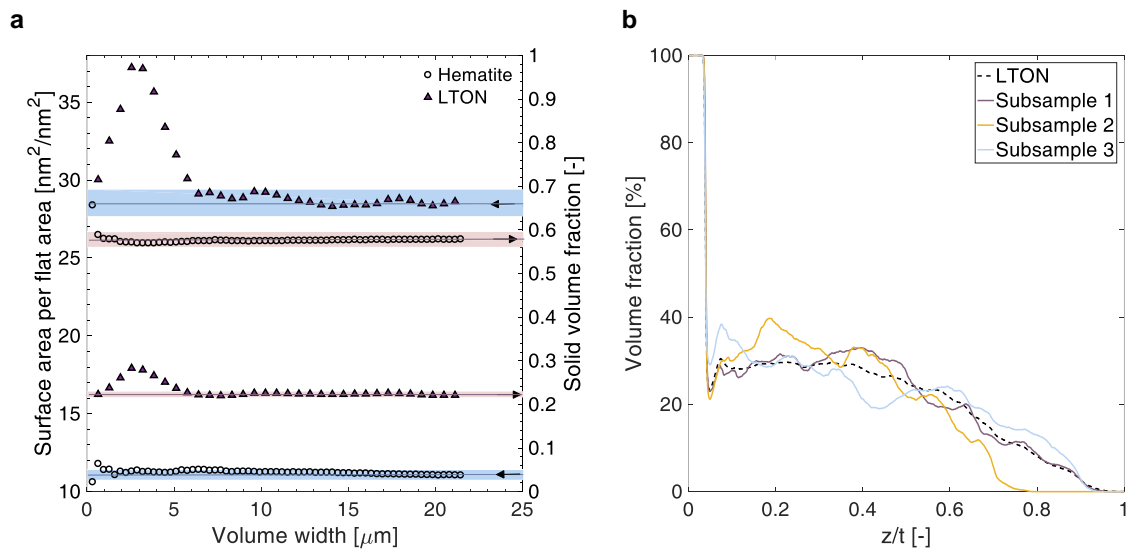 a
Surface area per flat area [nm²/nm²]
35
30
25
20
15
10
1
0.9
0.8
0.7
0.6
0.5
0.4
0.3
0.2
0.1
0
Solid volume fraction [-]
Hematite
LTON
0
5
10
15
20
25
Volume width [μm]
b
Volume fraction [%]
100
80
60
40
20
0
LTON
Subsample 1
Subsample 2
Subsample 3
0
0.2
0.4
0.6
0.8
1
z/t [-]